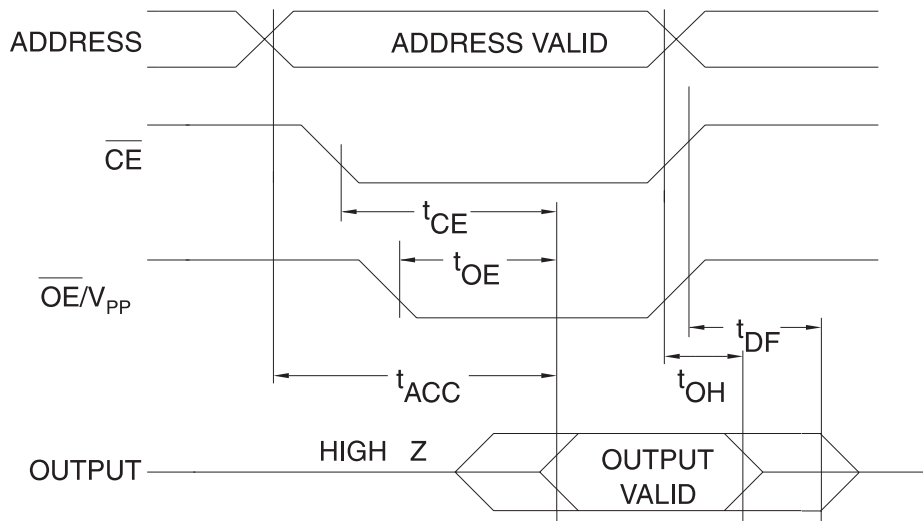 ADDRESS
ADDRESS VALID
CE
tCE
tOE
OE/VPP
tDF
tACC
tOH
HIGH Z
OUTPUT
OUTPUT
VALID